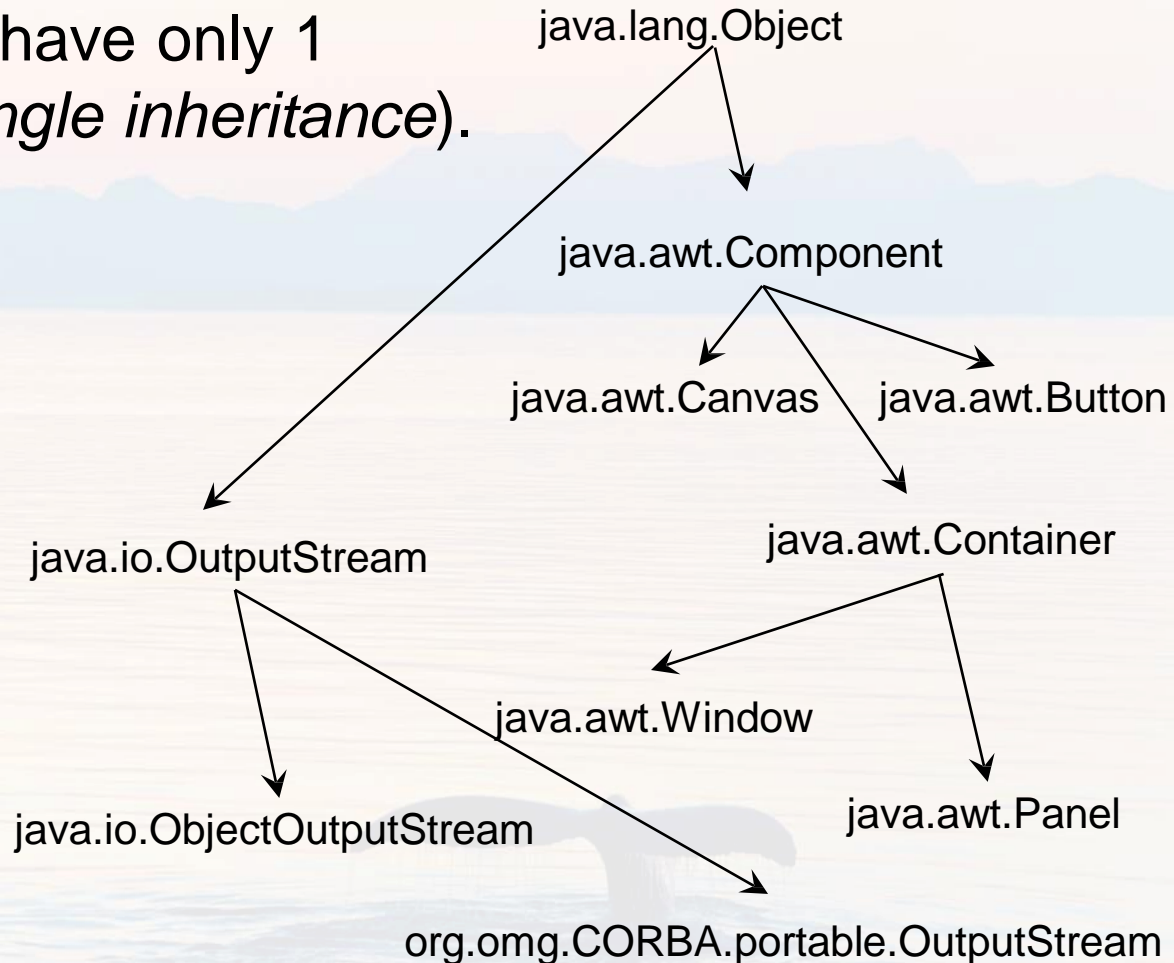 have only 1
ngle inheritance).
java.lang.Object
java.awt.Component
java.awt.Canvas
java.awt.Button
java.io.OutputStream
java.awt.Container
java.awt.Window
java.io.ObjectOutputStream
java.awt.Panel
org.omg.CORBA.portable.OutputStream